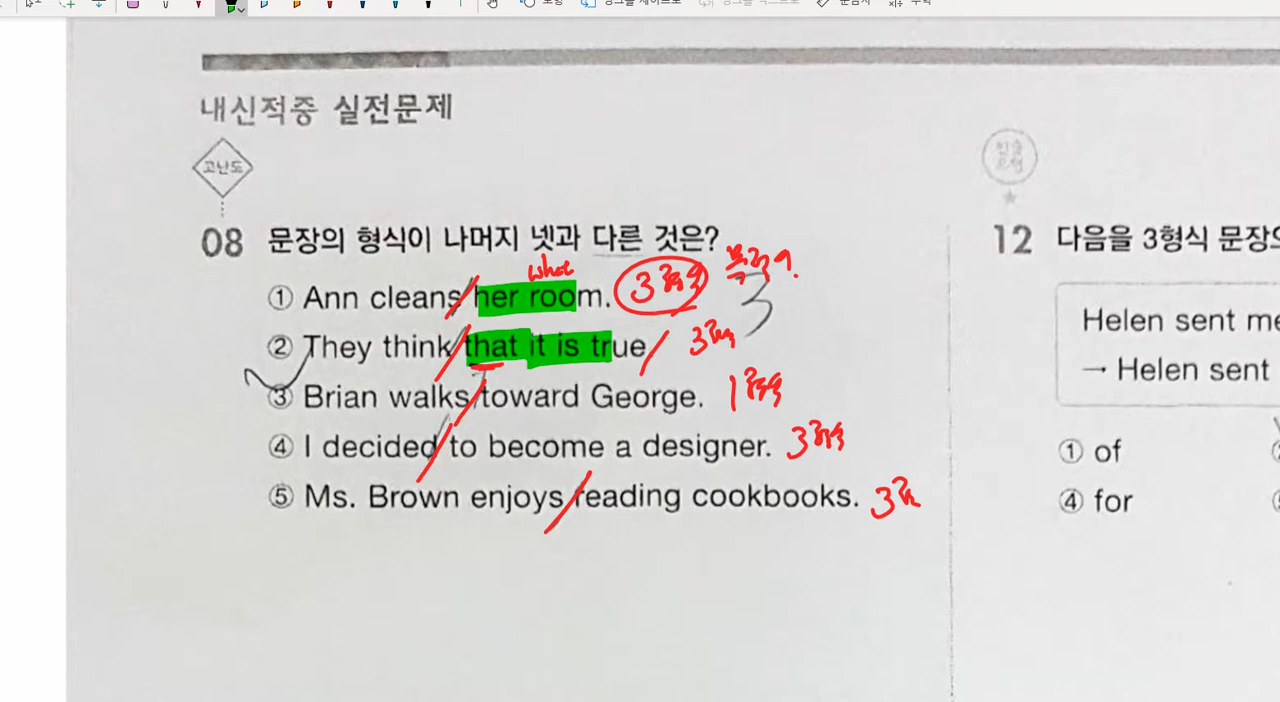 내신적중 실전문제
고난도
08 문장의 형식이 나머지 넷과 다른 것은?
what
① Ann cleans her room. 3형식
② They think that it is true 3형식
③ Brian walks toward George. 1형식
④ I decided to become a designer. 3형식
⑤ Ms. Brown enjoys reading cookbooks. 3형
3
12 다음을 3형식 문장으
Helen sent me
→ Helen sent
① of
④ for